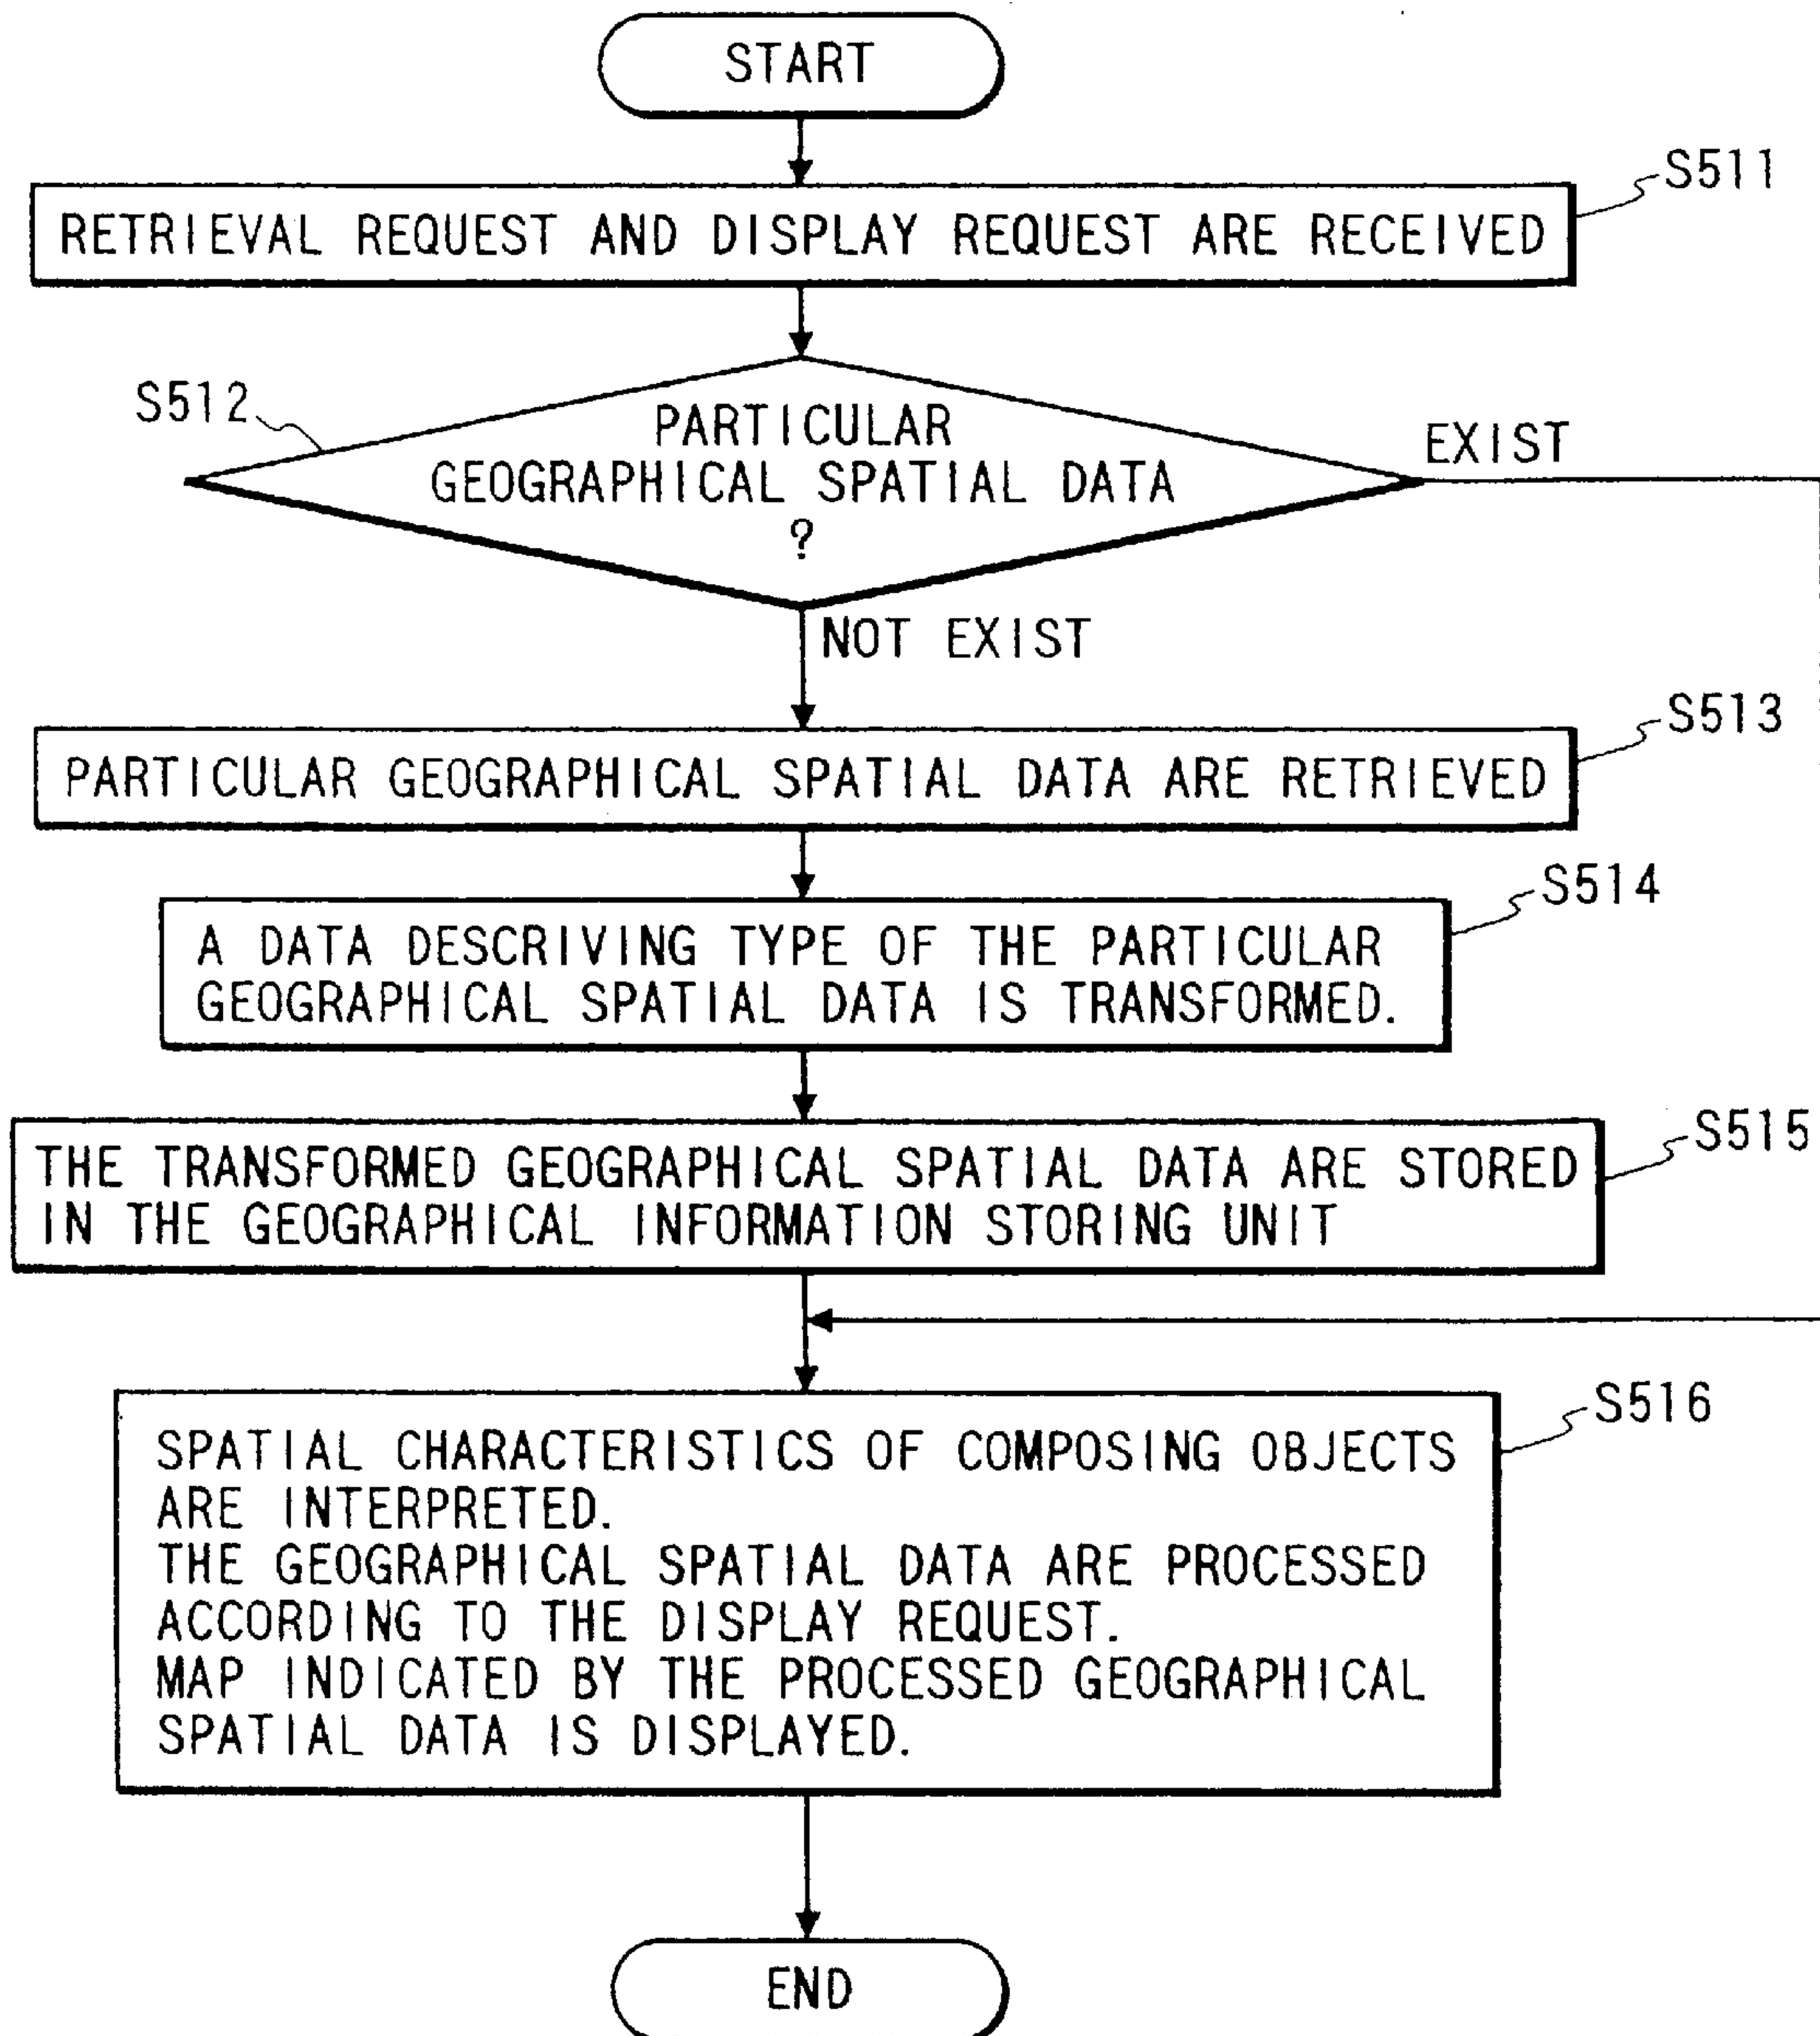 START
S511
RETRIEVAL REQUEST AND DISPLAY REQUEST ARE RECEIVED
S512
PARTICULAR
GEOGRAPHICAL SPATIAL DATA
?
EXIST
NOT EXIST
S513
PARTICULAR GEOGRAPHICAL SPATIAL DATA ARE RETRIEVED
S514
A DATA DESCRIVING TYPE OF THE PARTICULAR
GEOGRAPHICAL SPATIAL DATA IS TRANSFORMED.
S515
THE TRANSFORMED GEOGRAPHICAL SPATIAL DATA ARE STORED
IN THE GEOGRAPHICAL INFORMATION STORING UNIT
S516
SPATIAL CHARACTERISTICS OF COMPOSING OBJECTS
ARE INTERPRETED.
THE GEOGRAPHICAL SPATIAL DATA ARE PROCESSED
ACCORDING TO THE DISPLAY REQUEST.
MAP INDICATED BY THE PROCESSED GEOGRAPHICAL
SPATIAL DATA IS DISPLAYED.
END